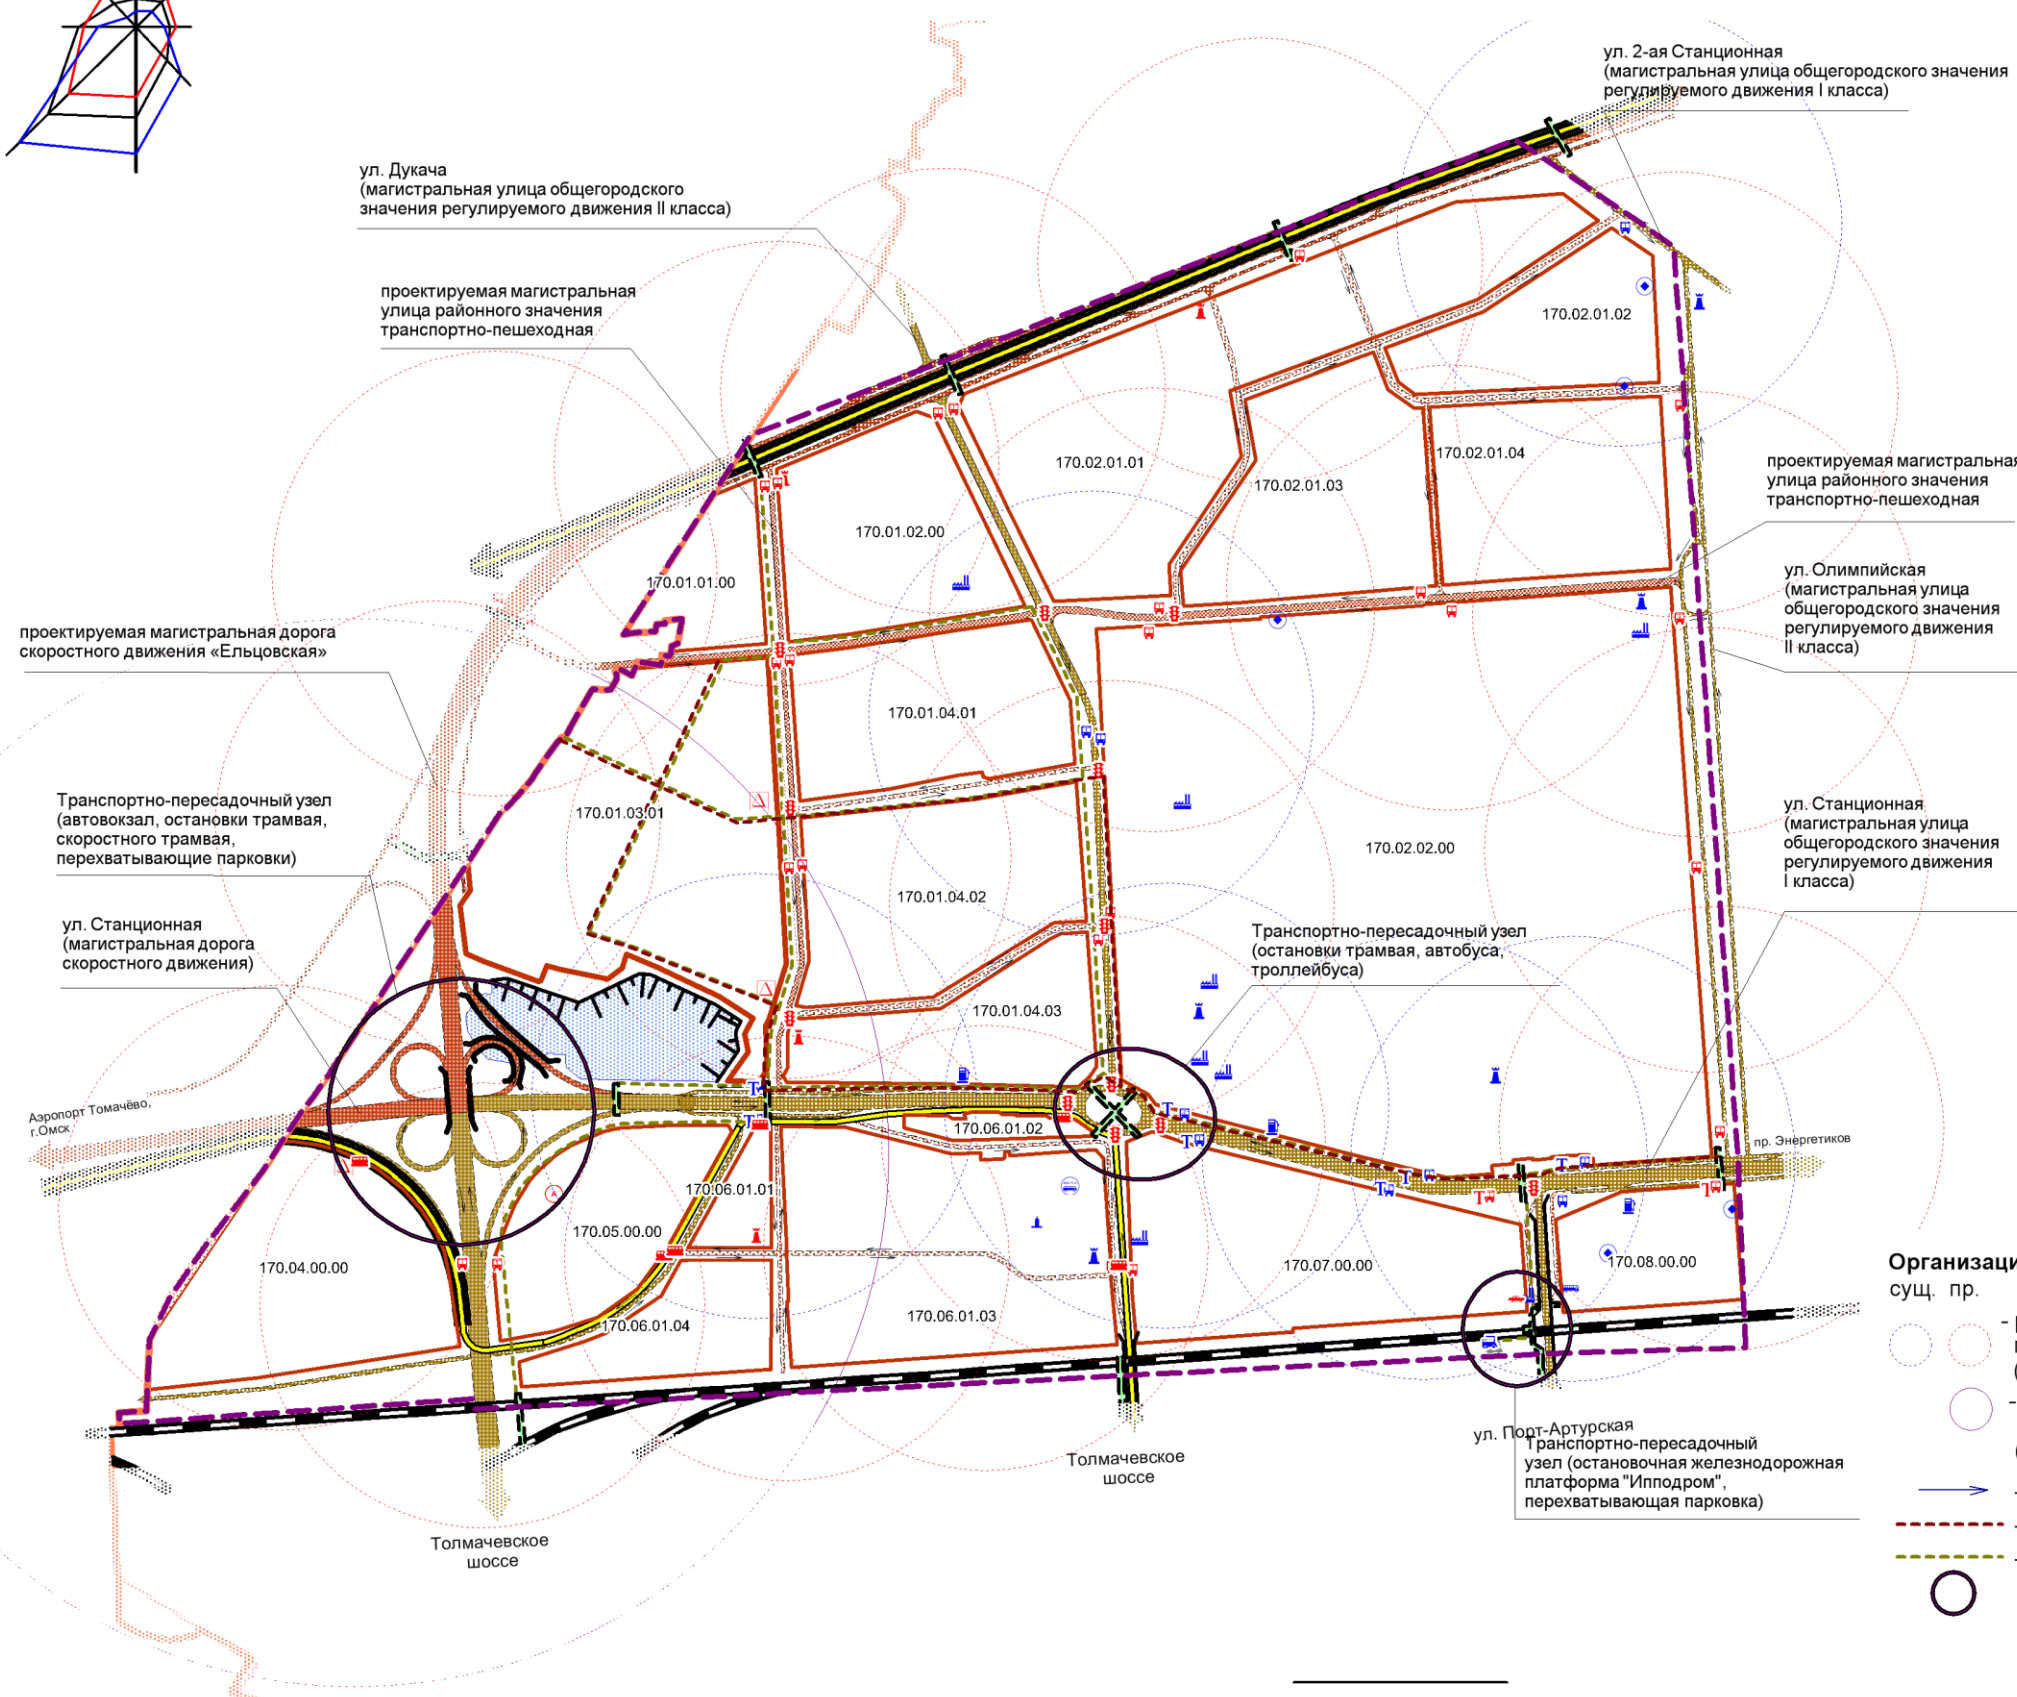 ул. 2-ая Станционная
(магистральная улица общегородского значения
регулируемого движения I класса)
ул. Дукача
(магистральная улица общегородского
значения регулируемого движения II класса)
проектируемая магистральная
улица районного значения
транспортно-пешеходная
170.02.01.02
170.02.01.01
170.02.01.04
170.02.01.03
проектируемая магистральная
улица районного значения
транспортно-пешеходная
170.01.02.00
170.01.01.00
ул. Олимпийская
(магистральная улица
общегородского значения
регулируемого движения
II класса)
проектируемая магистральная дорога
скоростного движения «Ельцовская»
170.01.04.01
Транспортно-пересадочный узел
(автовокзал, остановки трамвая,
скоростного трамвая,
перехватывающие парковки)
170.01.03.01
170.02.02.00
ул. Станционная
(магистральная улица
общегородского значения
регулируемого движения
I класса)
170.01.04.02
ул. Станционная
(магистральная дорога
скоростного движения)
Транспортно-пересадочный узел
(остановки трамвая, автобуса,
троллейбуса)
170.01.04.03
Аэропорт Томачёво,
г.Омск
170.06.01.02
пр. Энергетиков
170.06.01.01
170.05.00.00
170.04.00.00
170.07.00.00
170.08.00.00
170.06.01.03
170.06.01.04
Организаци
сущ. пр.
ул. Порт-Артурская
Транспортно-пересадочный
узел (остановочная железнодорожная
платформа "Ипподром",
перехватывающая парковка)
Толмачевское
шоссе
Толмачевское
шоссе